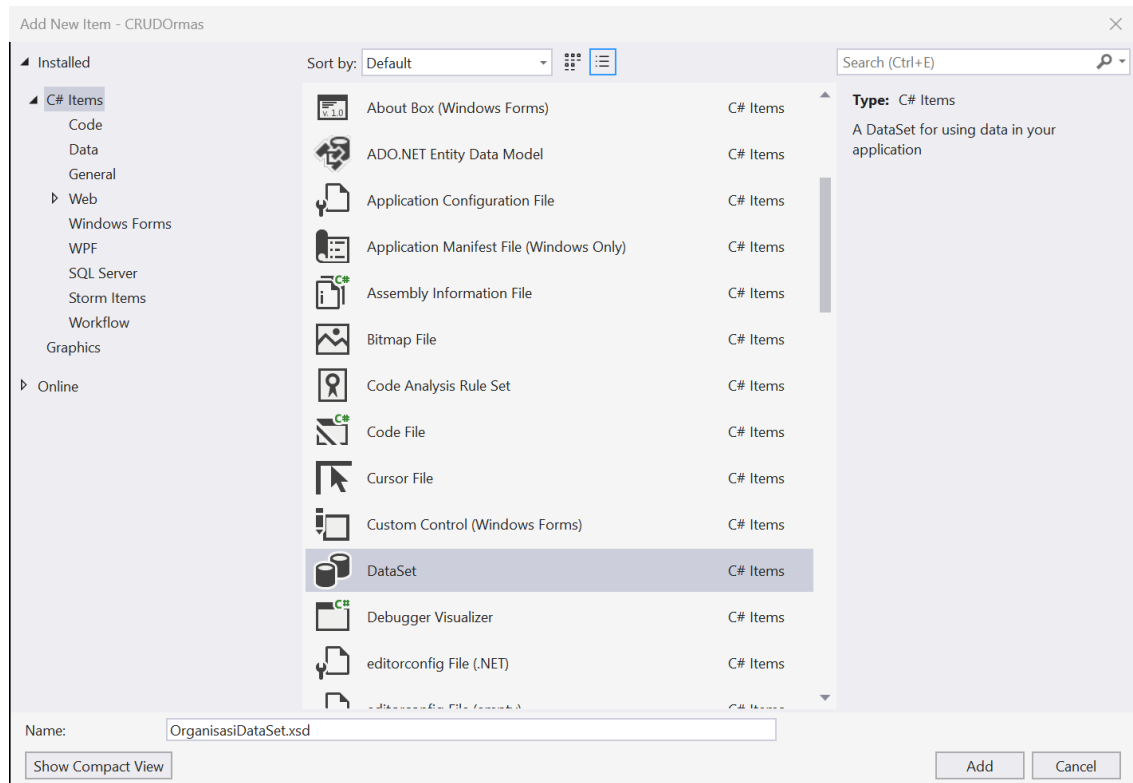 Add New Item - CRUDOrmas
Installed
C# Items
Code
Data
General
Web
Windows Forms
WPF
SQL Server
Storm Items
Workflow
Graphics
Online
Sort by: Default
About Box (Windows Forms) C# Items
ADO.NET Entity Data Model C# Items
Application Configuration File C# Items
Application Manifest File (Windows Only) C# Items
Assembly Information File C# Items
Bitmap File C# Items
Code Analysis Rule Set C# Items
Code File C# Items
Cursor File C# Items
Custom Control (Windows Forms) C# Items
DataSet C# Items
Debugger Visualizer C# Items
editorconfig File (.NET) C# Items
editorconfig File (empty) C# Items
Search (Ctrl+E)
Type: C# Items
A DataSet for using data in your
application
Name: OrganisasiDataSet.xsd
Show Compact View
Add Cancel